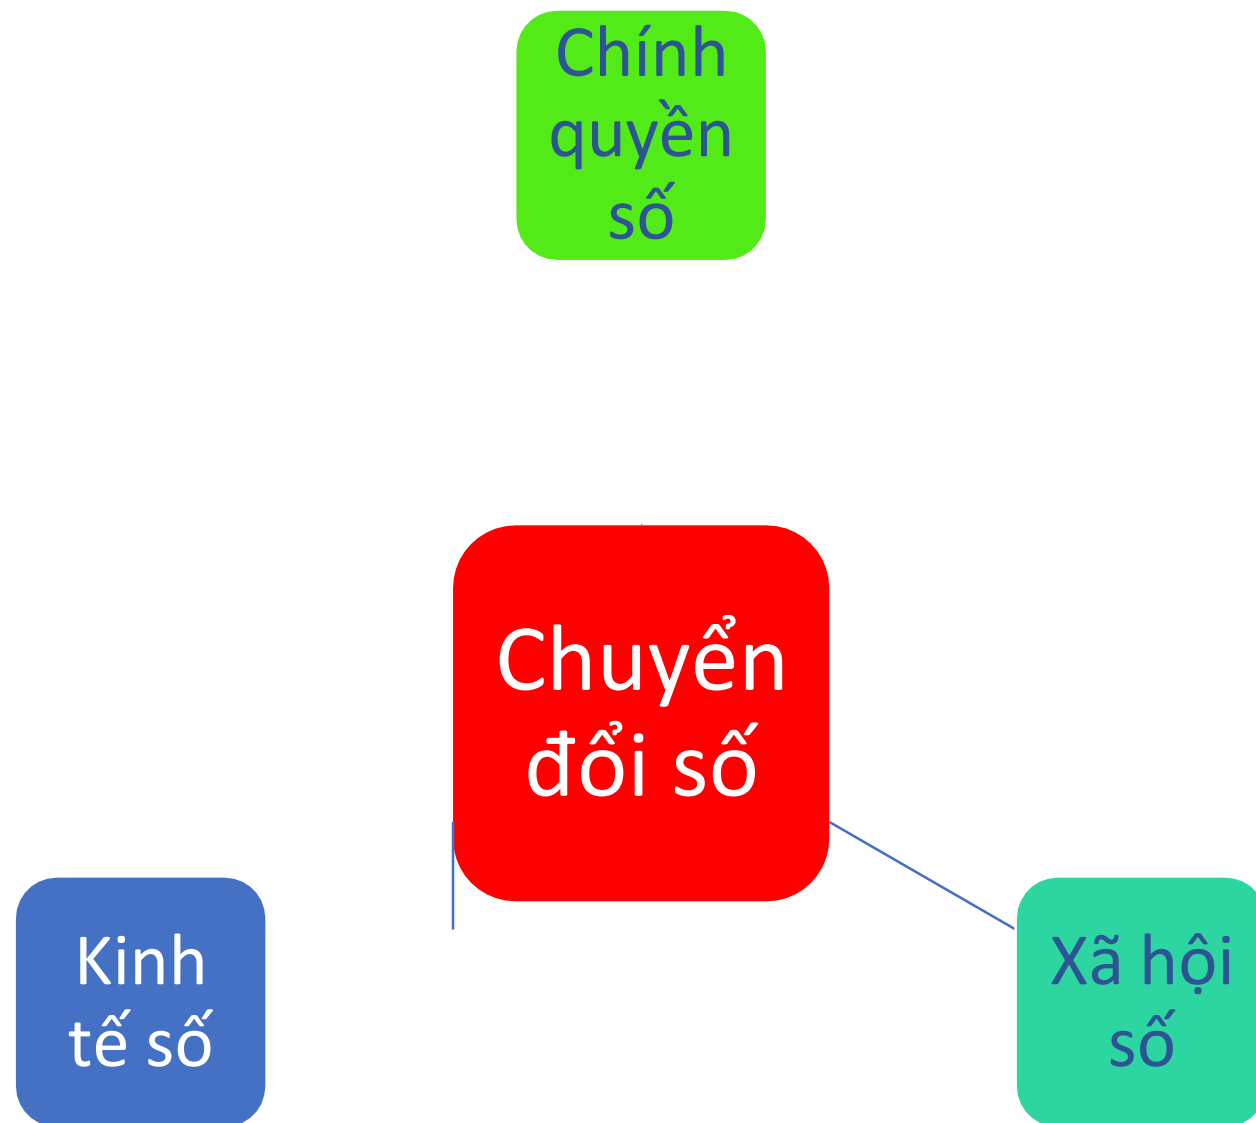 Chính
quyền
số
Chuyển
đổi số
Kinh
tế số
Xã hội
số